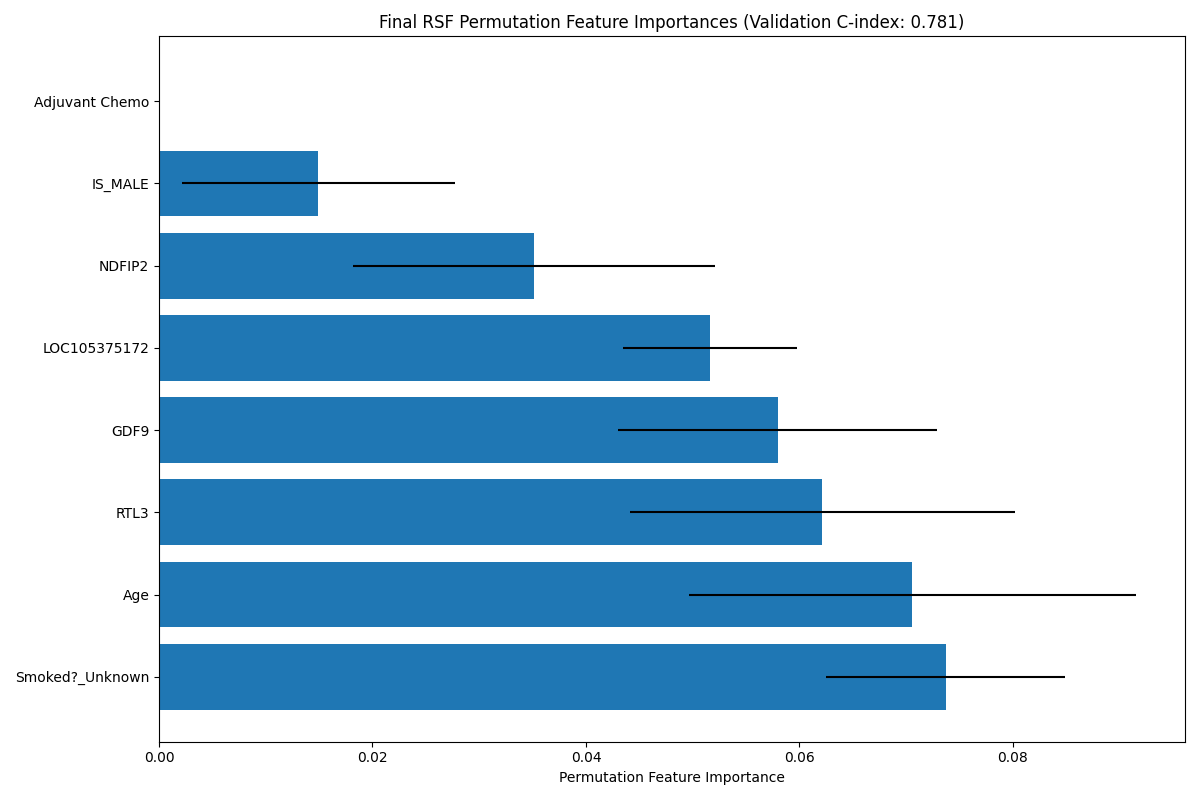 Final RSF Permutation Feature Importances (Validation C-index: 0.781)
Adjuvant Chemo
IS_MALE
NDFIP2
LOC105375172
GDF9
RTL3
Age
Smoked?_Unknown
0.00 0.02 0.04 0.06 0.08
Permutation Feature Importance